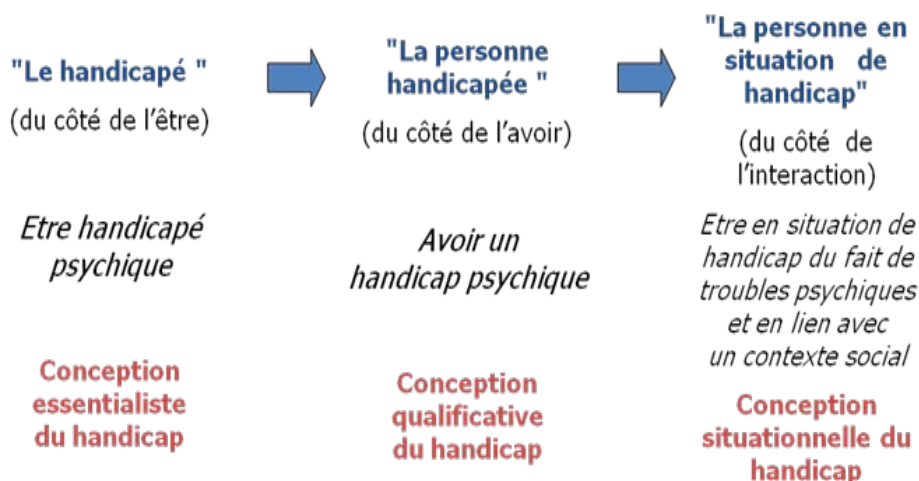 "Le handicapé "
(du côté de l'être)
Etre handicapé
psychique
Conception
essentialiste
du handicap
"La personne
handicapée "
(du côté de l'avoir)
Avoir un
handicap psychique
Conception
qualificative
du handicap
"La personne en
situation de
handicap"
(du côté de
l'interaction)
Etre en situation de
handicap du fait de
troubles psychiques
et en lien avec
un contexte social
Conception
situationnelle du
handicap